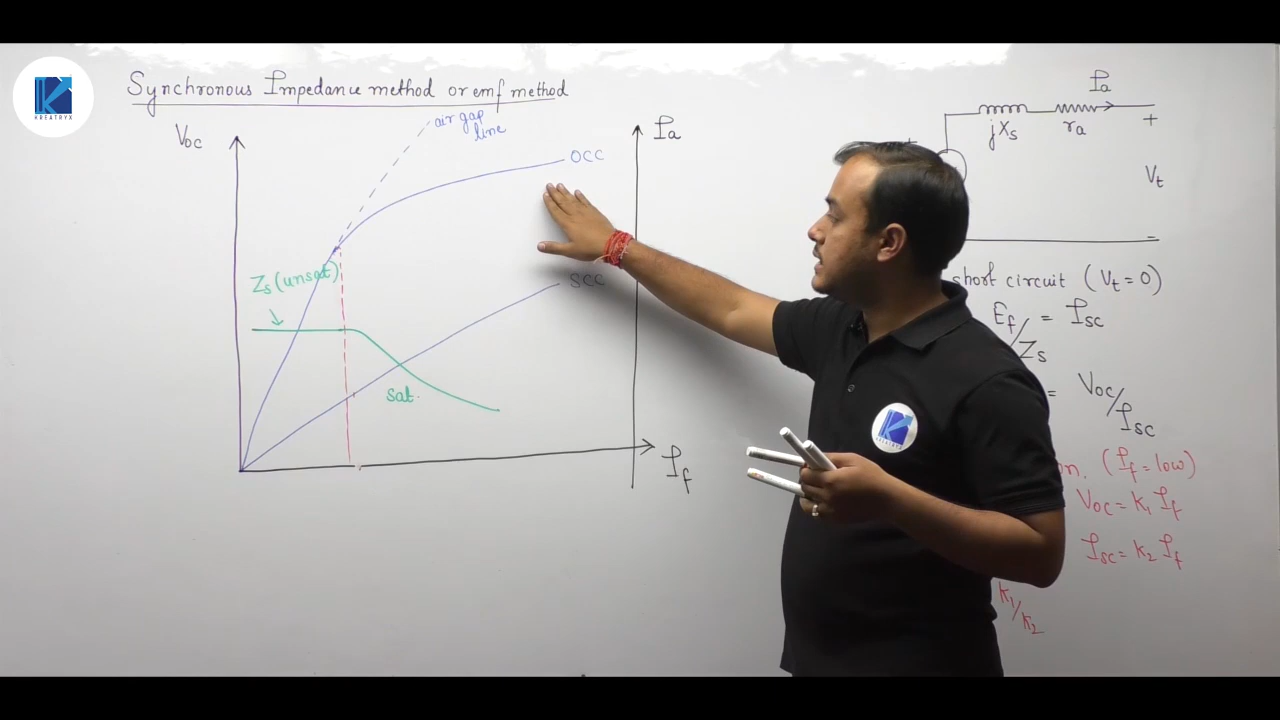 Synchronous Impedance method or emf method
KREATRYX
Voc
air gap line
OCC
Ia
SCC
Zs (unsat)
sat.
If
Ia
jXs
ra
+
Vt
-
short circuit (Vt = 0)
Ef/Zs = Isc
= Voc/Isc
(If = low)
Voc = K1 If
Isc = K2 If
K1/K2
KREATRYX